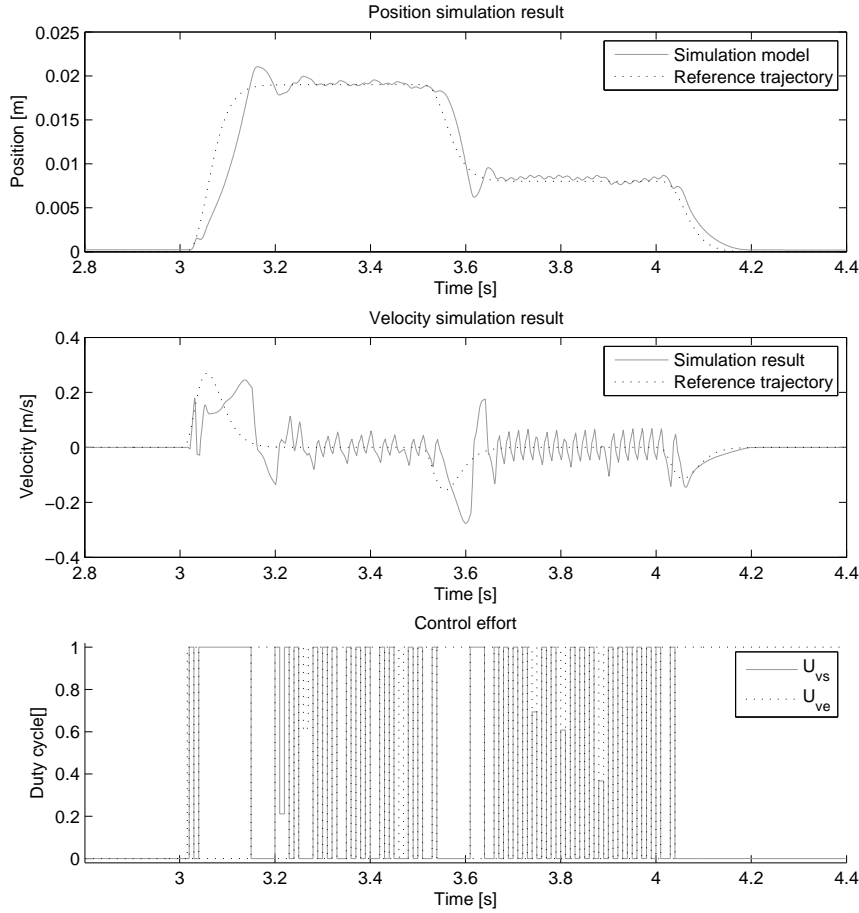 Position simulation result
0.025
0.02
0.015
0.01
0.005
0
Position [m]
Simulation model
Reference trajectory
2.8 3 3.2 3.4 3.6 3.8 4 4.2 4.4
Time [s]
Velocity simulation result
0.4
0.2
0
−0.2
−0.4
Velocity [m/s]
Simulation result
Reference trajectory
2.8 3 3.2 3.4 3.6 3.8 4 4.2 4.4
Time [s]
Control effort
1
0.8
0.6
0.4
0.2
0
Duty cycle[]
U_vs
U_ve
3 3.2 3.4 3.6 3.8 4 4.2 4.4
Time [s]